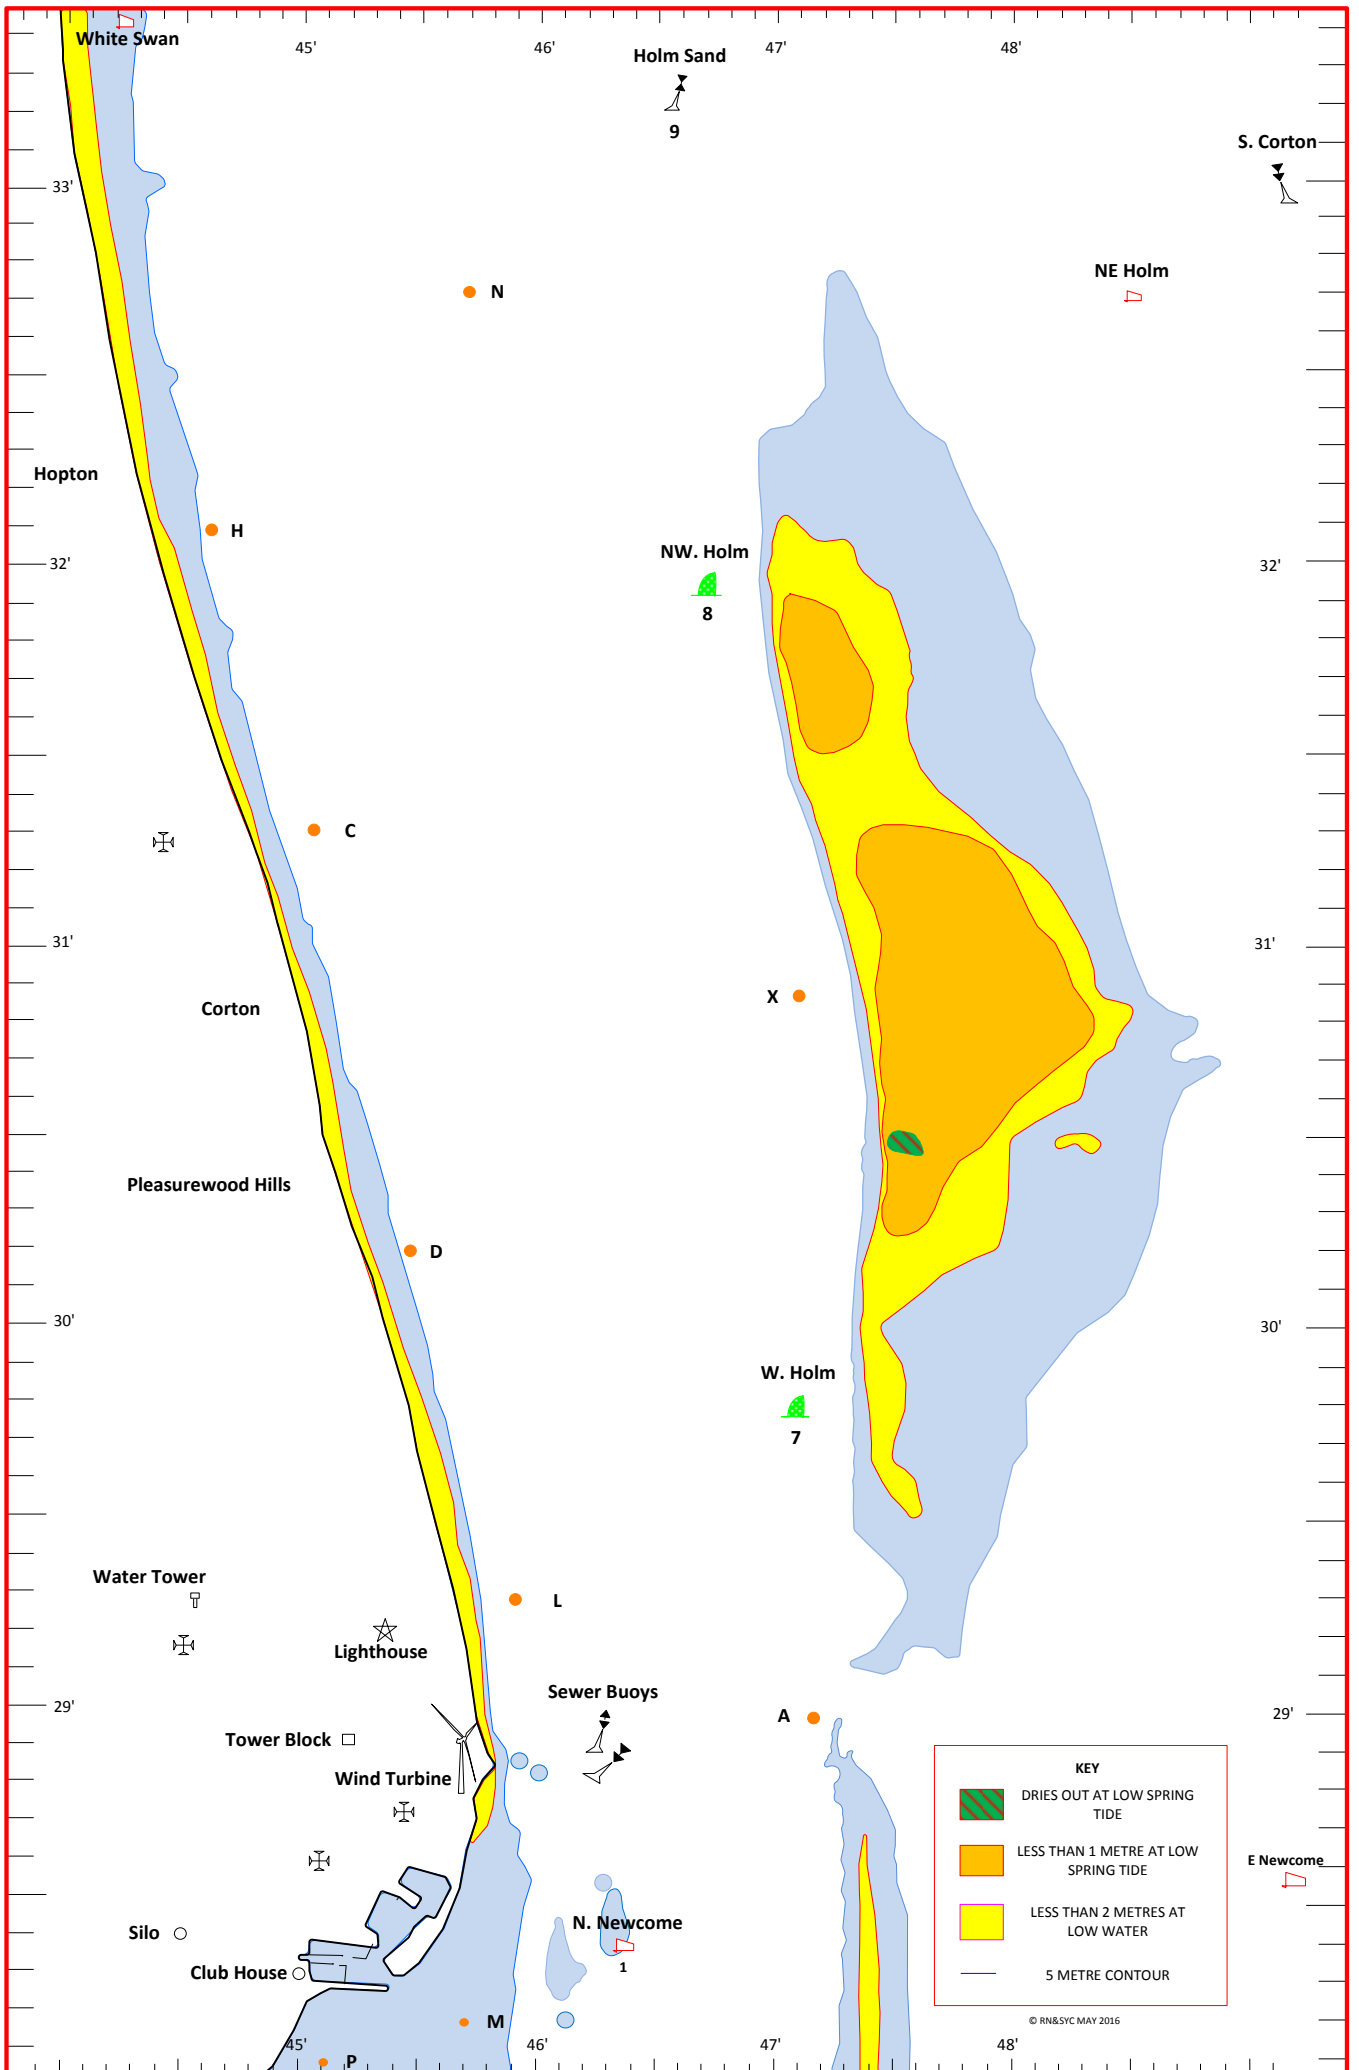 White Swan
45'
46'
47'
48'
Holm Sand
9
S. Corton
33'
NE Holm
N
Hopton
H
32'
NW. Holm
8
32'
C
31'
31'
X
Corton
Pleasurewood Hills
D
30'
30'
W. Holm
7
Water Tower
L
Lighthouse
29'
Sewer Buoys
A
29'
Tower Block
Wind Turbine
KEY
DRIES OUT AT LOW SPRING
TIDE
LESS THAN 1 METRE AT LOW
SPRING TIDE
E Newcome
LESS THAN 2 METRES AT
LOW WATER
Silo
N. Newcome
1
Club House
5 METRE CONTOUR
M
© RN&SYC MAY 2016
45'
46'
47'
48'
P